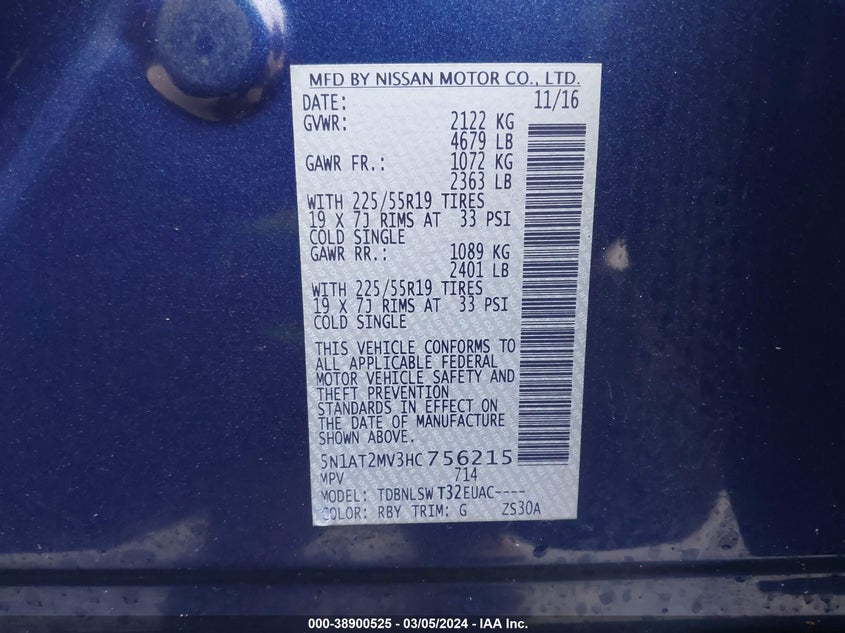 MFD BY NISSAN MOTOR CO., LTD.
DATE: 11/16
GVWR: 2122 KG
4679 LB
GAWR FR.: 1072 KG
2363 LB
WITH 225/55R19 TIRES
19 X 7J RIMS AT 33 PSI
COLD SINGLE
GAWR RR.: 1089 KG
2401 LB
WITH 225/55R19 TIRES
19 X 7J RIMS AT 33 PSI
COLD SINGLE
THIS VEHICLE CONFORMS TO
ALL APPLICABLE FEDERAL
MOTOR VEHICLE SAFETY AND
THEFT PREVENTION
STANDARDS IN EFFECT ON
THE DATE OF MANUFACTURE
SHOWN ABOVE.
5N1AT2MV3HC756215
MPV 714
MODEL: TDBNLSW T32EUAC----
COLOR: RBY TRIM: G ZS30A
000-38900525 - 03/05/2024 - IAA Inc.